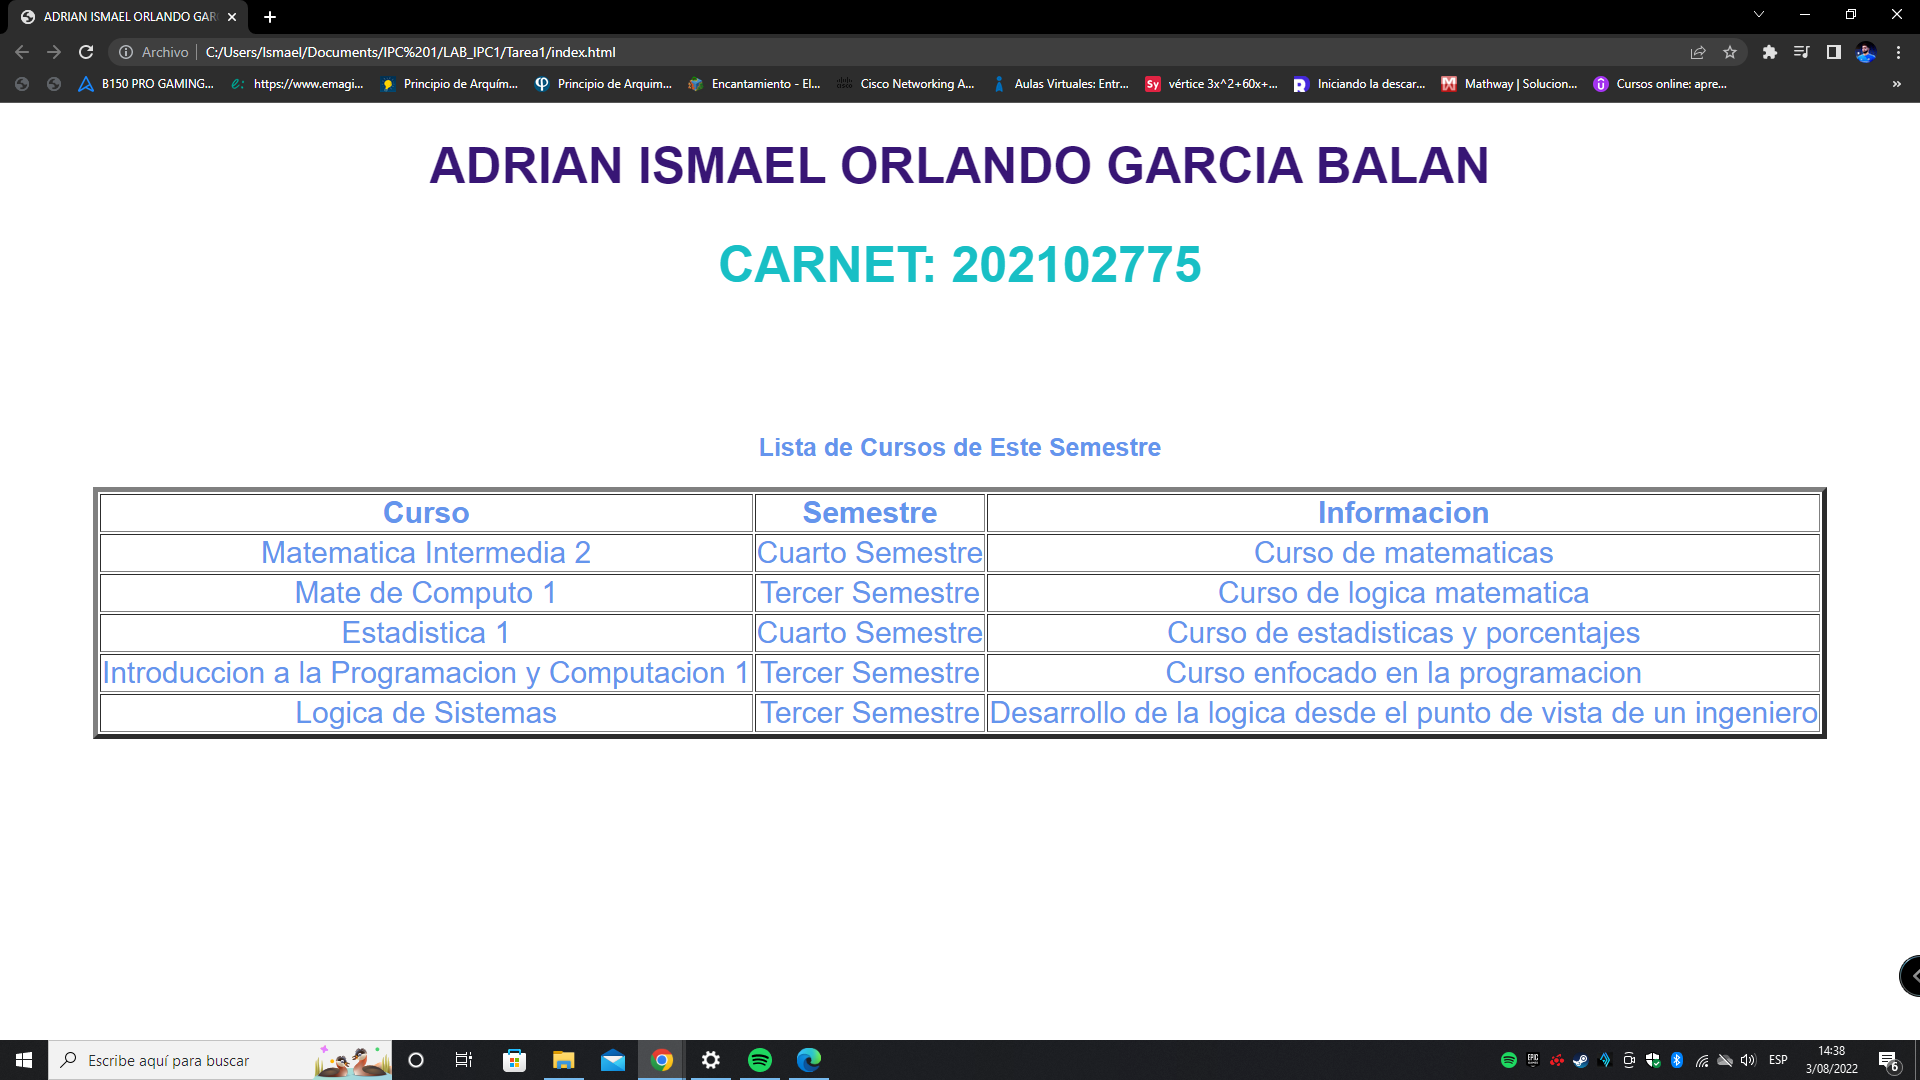 ADRIAN ISMAEL ORLANDO GAR
Archivo C:/Users/Ismael/Documents/IPC%201/LAB_IPC1/Tarea1/index.html
B150 PRO GAMING... https://www.emagi... Principio de Arquím... Principio de Arquim... Encantamiento - El... Cisco Networking A... Aulas Virtuales: Entr... Sy vértice 3x^2+60x+... Iniciando la descar... Mathway | Solucion... Cursos online: apre... »
ADRIAN ISMAEL ORLANDO GARCIA BALAN
CARNET: 202102775
Lista de Cursos de Este Semestre
Curso Semestre Informacion
Matematica Intermedia 2 Cuarto Semestre Curso de matematicas
Mate de Computo 1 Tercer Semestre Curso de logica matematica
Estadistica 1 Cuarto Semestre Curso de estadisticas y porcentajes
Introduccion a la Programacion y Computacion 1 Tercer Semestre Curso enfocado en la programacion
Logica de Sistemas Tercer Semestre Desarrollo de la logica desde el punto de vista de un ingeniero
Escribe aquí para buscar
ESP
14:38
3/08/2022
6